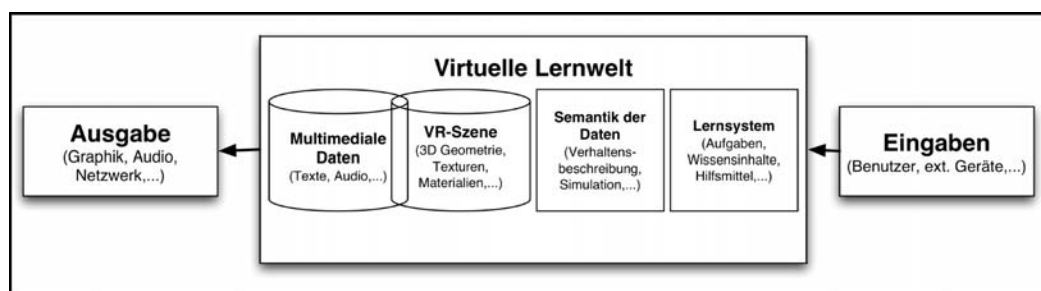 Virtuelle Lernwelt
Ausgabe
(Graphik, Audio,
Netzwerk,...)
Multimediale
Daten
(Texte, Audio,...)
VR-Szene
(3D Geometrie,
Texturen,
Materialien,...)
Semantik der
Daten
(Verhaltens-
beschreibung,
Simulation,...)
Lernsystem
(Aufgaben,
Wissensinhalte,
Hilfsmittel,...)
Eingaben
(Benutzer, ext. Geräte,...)